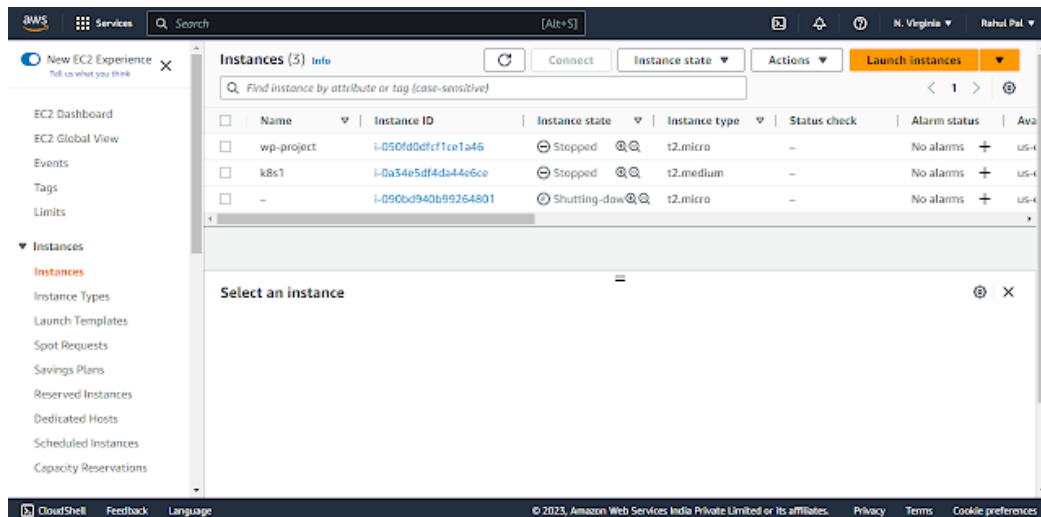 aws Services Search [Alt+S] N. Virginia Rahul Pal
New EC2 Experience
Tell us what you think
EC2 Dashboard
EC2 Global View
Events
Tags
Limits
Instances
Instances
Instance Types
Launch Templates
Spot Requests
Savings Plans
Reserved Instances
Dedicated Hosts
Scheduled Instances
Capacity Reservations
Instances (3) Info Connect Instance state Actions Launch instances
Find instance by attribute or tag (case-sensitive) 1
Name Instance ID Instance state Instance type Status check Alarm status Ava
wp-project i-050fd0dfcf1ce1a46 Stopped t2.micro – No alarms + us-e
k8s1 i-0a34e5df4da44e6ce Stopped t2.medium – No alarms + us-e
– i-090bd940b99264801 Shutting-dow t2.micro – No alarms + us-e
Select an instance
CloudShell Feedback Language © 2023, Amazon Web Services India Private Limited or its affiliates. Privacy Terms Cookie preferences